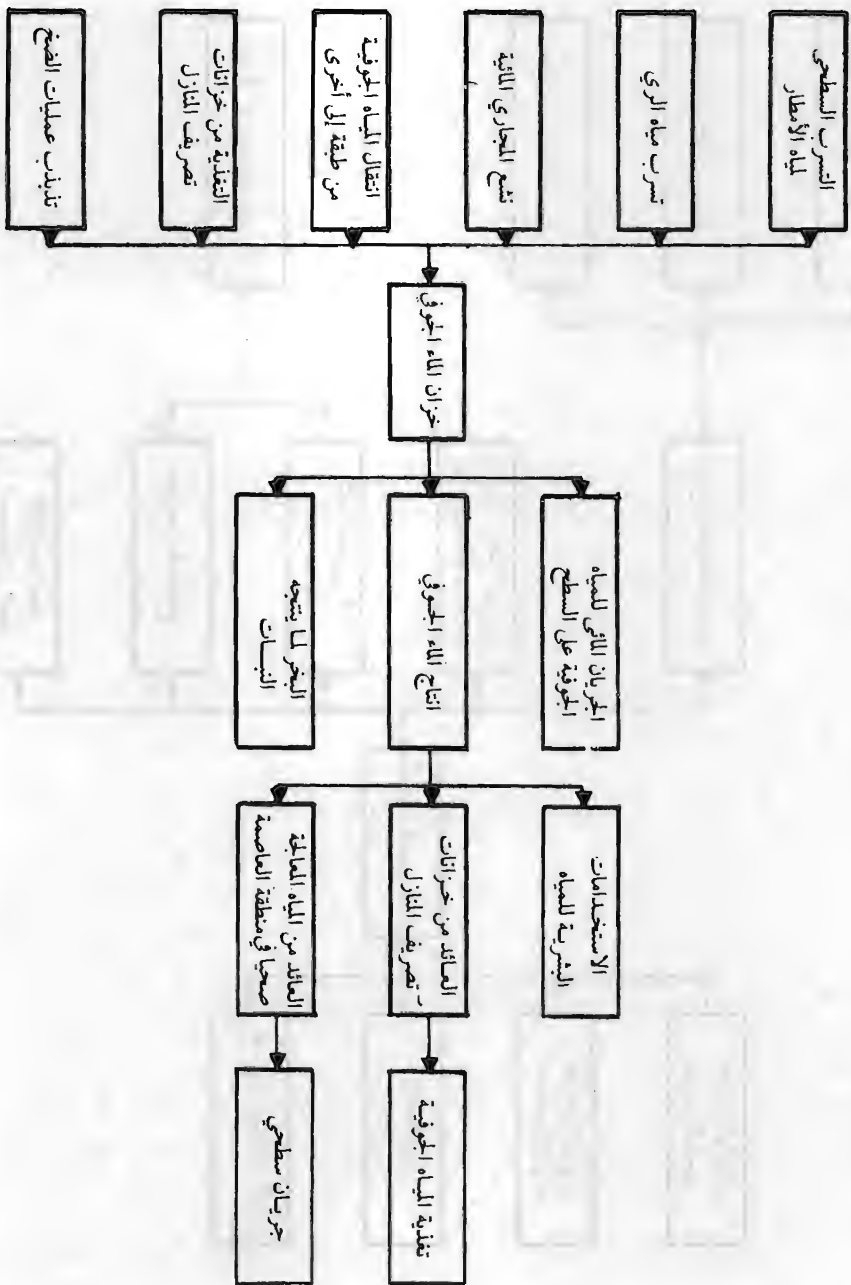 التسرب السطحي
لمياه الأمطار
تسرب مياه الري
نشع المجاري المائية
انتقال المياه الجوفية
من طبقة إلى أخرى
التغذية من خزانات
تصريف المنازل
تذبذب عمليات الضخ
خزان الماء الجوفي
الجريان المائي للمياه
الجوفية على السطح
انتاج الماء الجوفي
البخر لما ينتجه
النبات
الاستخدامات
البشرية للمياه
العائد من خزانات
تصريف المنازل
العائد من المياه المعالجة
صحيا في منطقة العاصمة
تغذية المياه الجوفية
جريان سطحي